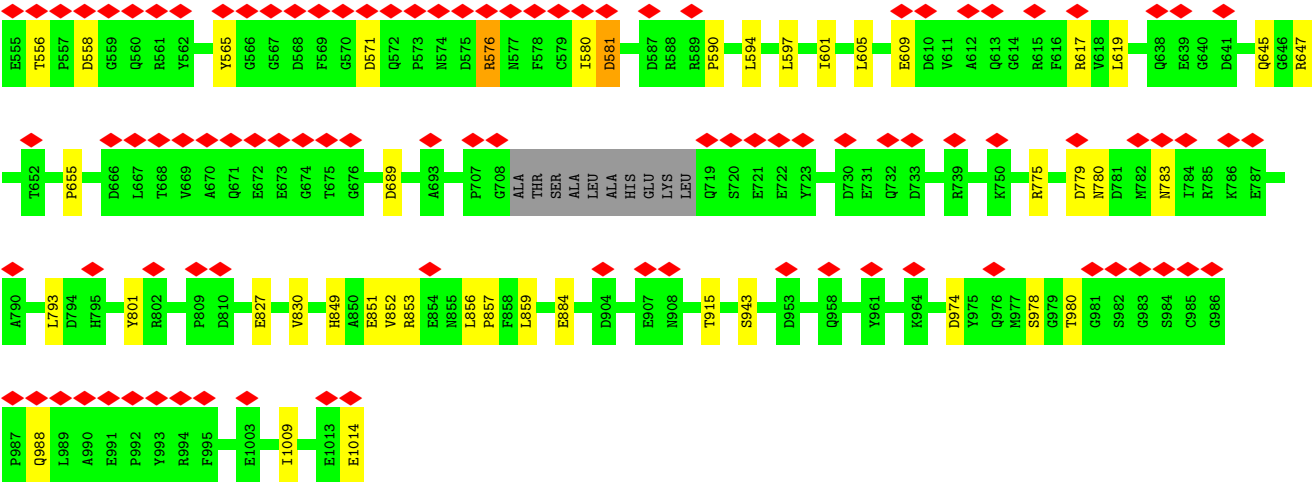 E555 T556 P557 D558 G559 Q560 R561 Y562 Y565 G566 G567 D568 F569 G570 D571 Q572 P573 N574 D575 R576 N577 F578 C579 I580 D581 D587 R588 R589 P590 L594 L597 I601 L605 E609 D610 V611 A612 Q613 G614 R615 F616 R617 V618 L619 Q638 E639 G640 D641 Q645 G646 R647
T652 P655 D666 L667 T668 V669 A670 Q671 E672 E673 G674 T675 G676 D689 A693 P707 G708 ALA THR SER ALA LEU ALA HIS GLU LYS LEU Q719 S720 E721 E722 Y723 D730 E731 Q732 D733 R739 K750 R775 D779 N780 D781 M782 N783 I784 R785 K786 E787
A790 L793 D794 H795 Y801 R802 P809 D810 E827 V830 H849 A850 E851 V852 R853 E854 N855 L856 P857 F858 L859 E884 D904 E907 N908 T915 S943 D953 Q958 Y961 K964 D974 Y975 Q976 M977 S978 G979 T980 G981 S982 G983 S984 C985 G986
P987 Q988 L989 A990 E991 P992 Y993 R994 F995 E1003 I1009 E1013 E1014